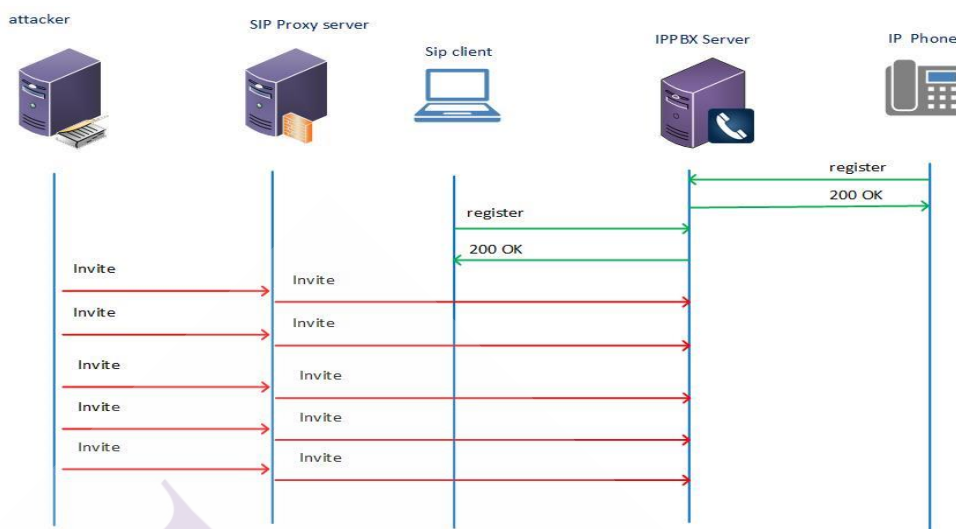 attacker
SIP Proxy server
Sip client
IPPBX Server
IP Phone
register
200 OK
register
200 OK
Invite
Invite
Invite
Invite
Invite
Invite
Invite
Invite
Invite
Invite